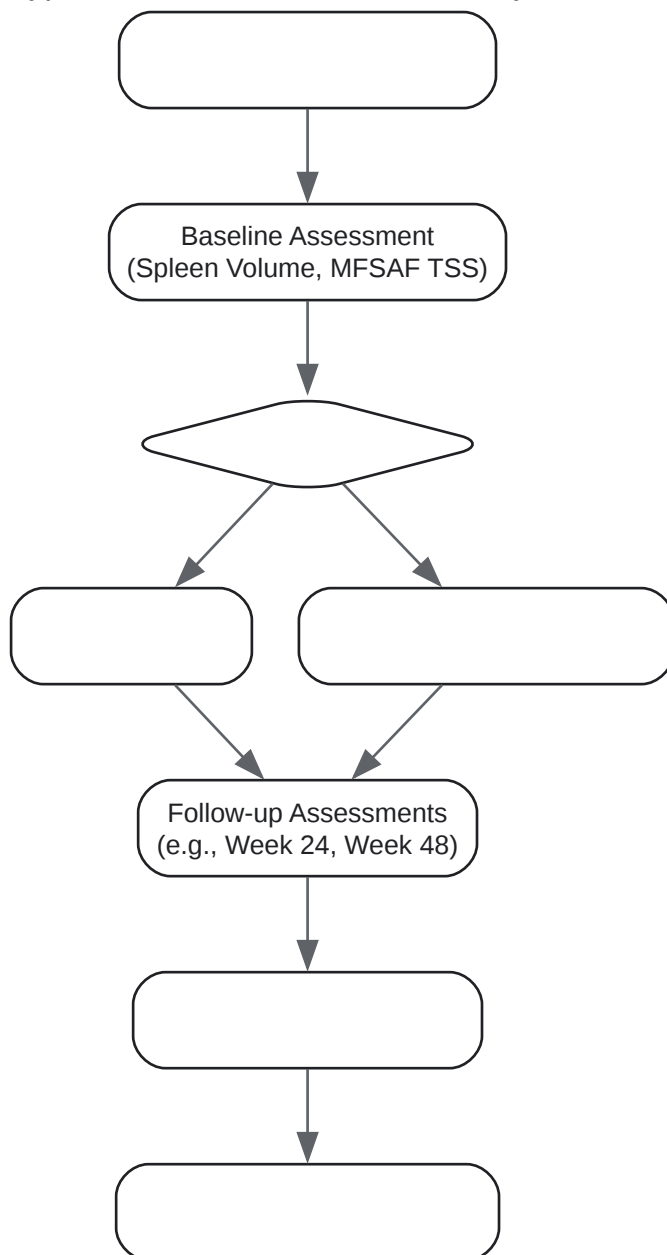 Baseline Assessment
(Spleen Volume, MFSAF TSS)
Follow-up Assessments
(e.g., Week 24, Week 48)